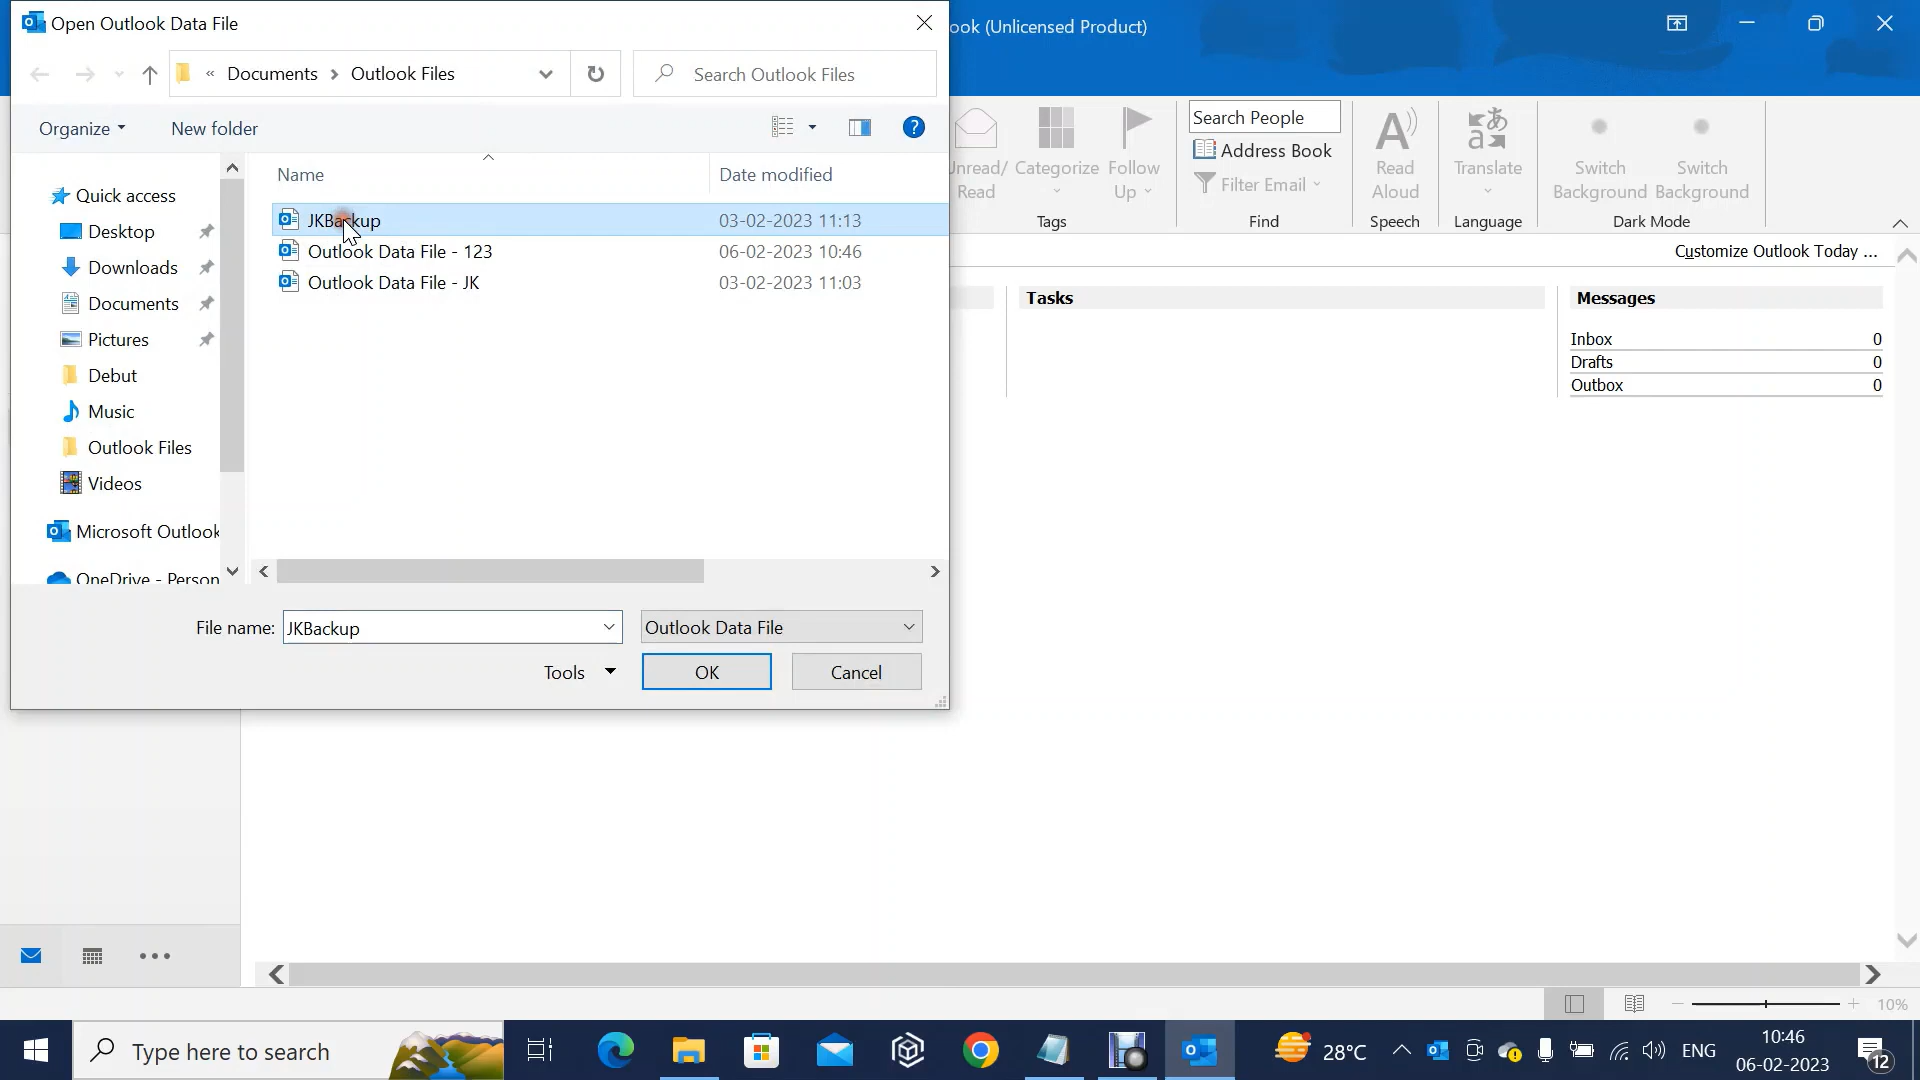 Open Outlook Data File
ook (Unlicensed Product)
« Documents > Outlook Files
Search Outlook Files
Organize
New folder
Name
Date modified
Quick access
Desktop
Downloads
Documents
Pictures
Debut
Music
Outlook Files
Videos
Microsoft Outlook
OneDrive - Person
JKBackup 03-02-2023 11:13
Outlook Data File - 123 06-02-2023 10:46
Outlook Data File - JK 03-02-2023 11:03
File name: JKBackup
Outlook Data File
Tools
OK
Cancel
Unread/
Read
Categorize
Follow
Up
Tags
Search People
Address Book
Filter Email
Find
Read
Aloud
Speech
Translate
Language
Switch
Background
Switch
Background
Dark Mode
Customize Outlook Today ...
Tasks
Messages
Inbox 0
Drafts 0
Outbox 0
10%
Type here to search
28°C
ENG
10:46
06-02-2023
12